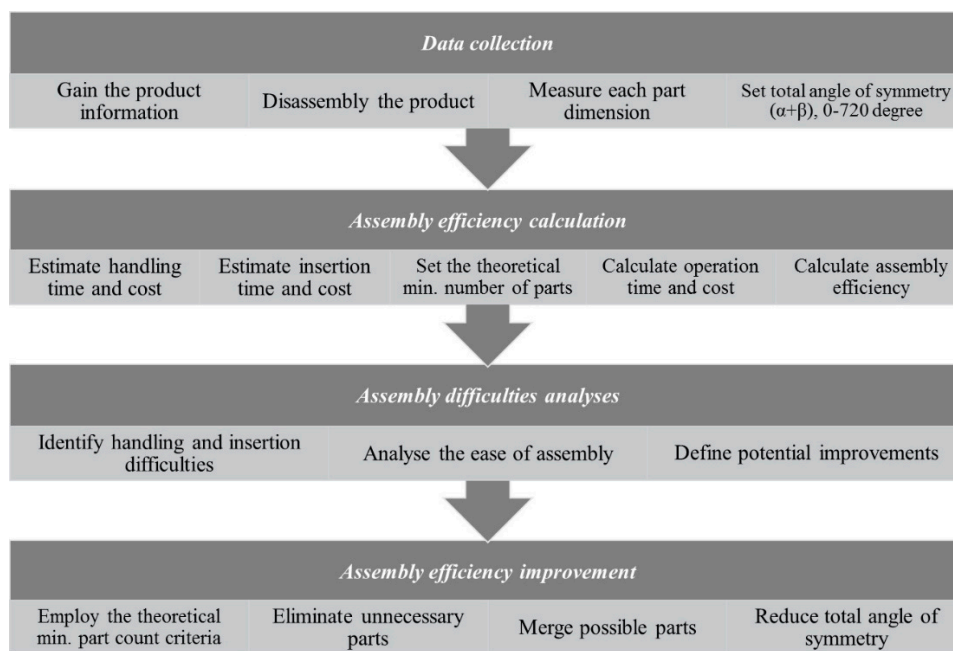 Data collection
Gain the product
information
Disassembly the product
Measure each part
dimension
Set total angle of symmetry
(α+β), 0-720 degree
Assembly efficiency calculation
Estimate handling
time and cost
Estimate insertion
time and cost
Set the theoretical
min. number of parts
Calculate operation
time and cost
Calculate assembly
efficiency
Assembly difficulties analyses
Identify handling and insertion
difficulties
Analyse the ease of assembly
Define potential improvements
Assembly efficiency improvement
Employ the theoretical
min. part count criteria
Eliminate unnecessary
parts
Merge possible parts
Reduce total angle of
symmetry